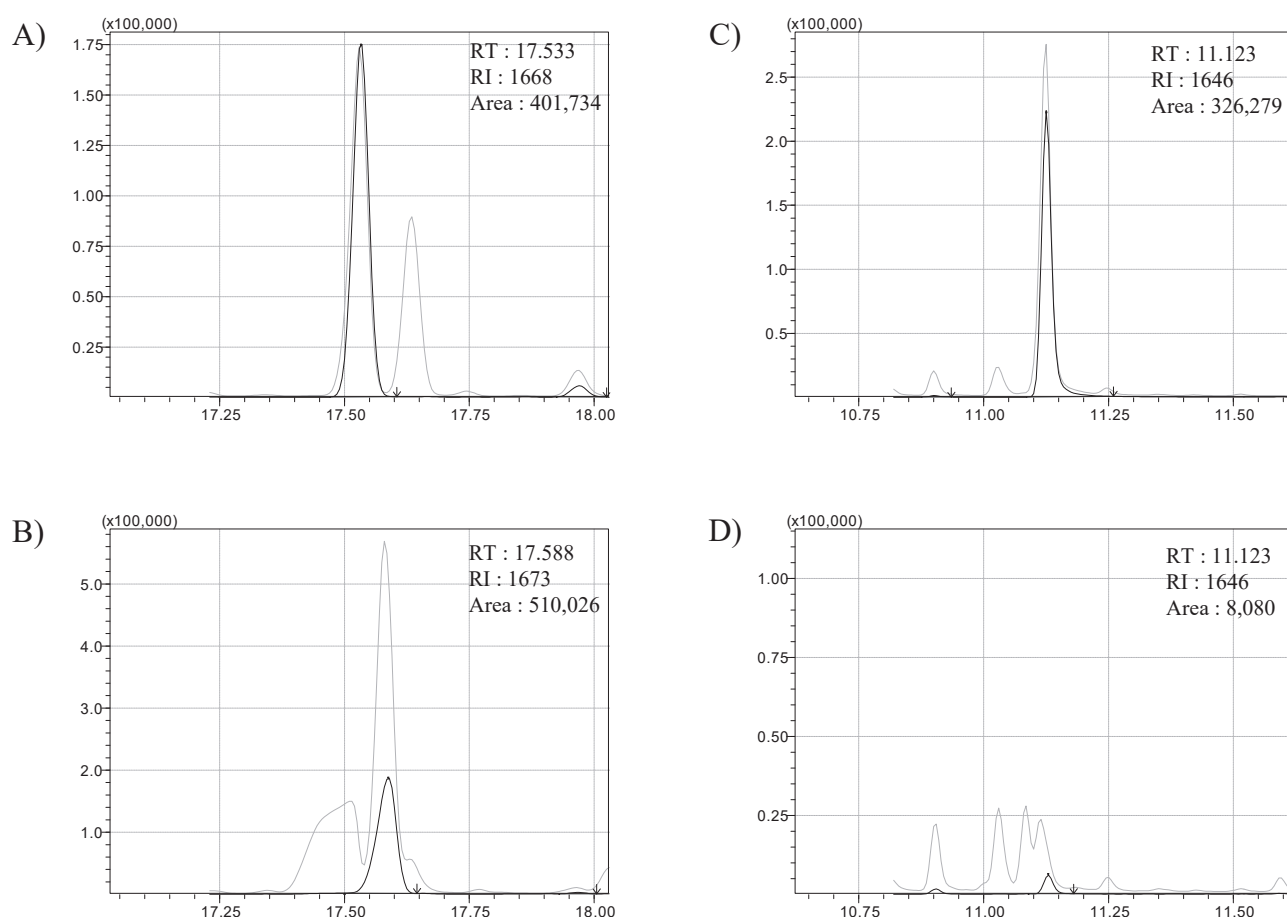 A)
(x100,000)
RT : 17.533
RI : 1668
Area : 401,734
1.75
1.50
1.25
1.00
0.75
0.50
0.25
17.25 17.50 17.75 18.00
C)
(x100,000)
RT : 11.123
RI : 1646
Area : 326,279
2.5
2.0
1.5
1.0
0.5
10.75 11.00 11.25 11.50
B)
(x100,000)
RT : 17.588
RI : 1673
Area : 510,026
5.0
4.0
3.0
2.0
1.0
17.25 17.50 17.75 18.00
D)
(x100,000)
RT : 11.123
RI : 1646
Area : 8,080
1.00
0.75
0.50
0.25
10.75 11.00 11.25 11.50